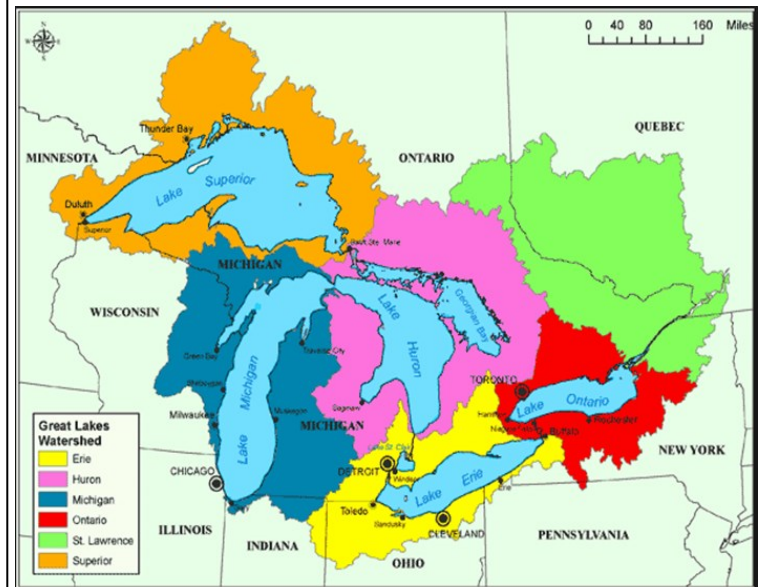 N
W
E
S
0 40 80 160 Miles
QUEBEC
Thunder Bay
MINNESOTA
ONTARIO
Lake Superior
Duluth
Superior
Sault Ste. Marie
MICHIGAN
WISCONSIN
Georgian Bay
Lake Huron
Green Bay
Traverse City
Lake Michigan
TORONTO
Sheboygan
Lake Ontario
Saginaw
Hamilton
Rochester
Milwaukee
Muskegon
MICHIGAN
Great Lakes
Watershed
Erie
Huron
Michigan
Ontario
St. Lawrence
Superior
Lake St. Clair
NEW YORK
DETROIT
CHICAGO
Windsor
Lake Erie
Erie
Toledo
Sandusky
CLEVELAND
ILLINOIS
INDIANA
OHIO
PENNSYLVANIA